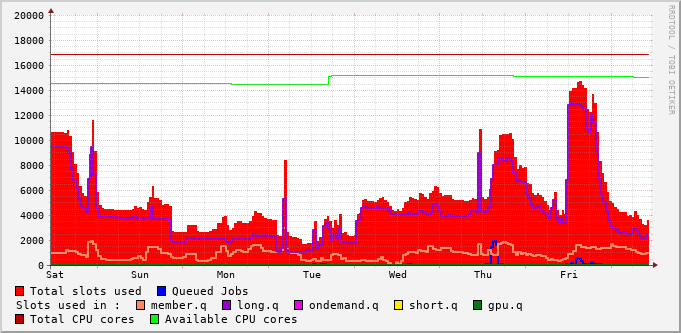 20000
18000
16000
14000
12000
10000
8000
6000
4000
2000
0
Sat Sun Mon Tue Wed Thu Fri
RRDTOOL / TOBI OETIKER
Total slots used Queued Jobs
Slots used in : member.q long.q ondemand.q short.q gpu.q
Total CPU cores Available CPU cores